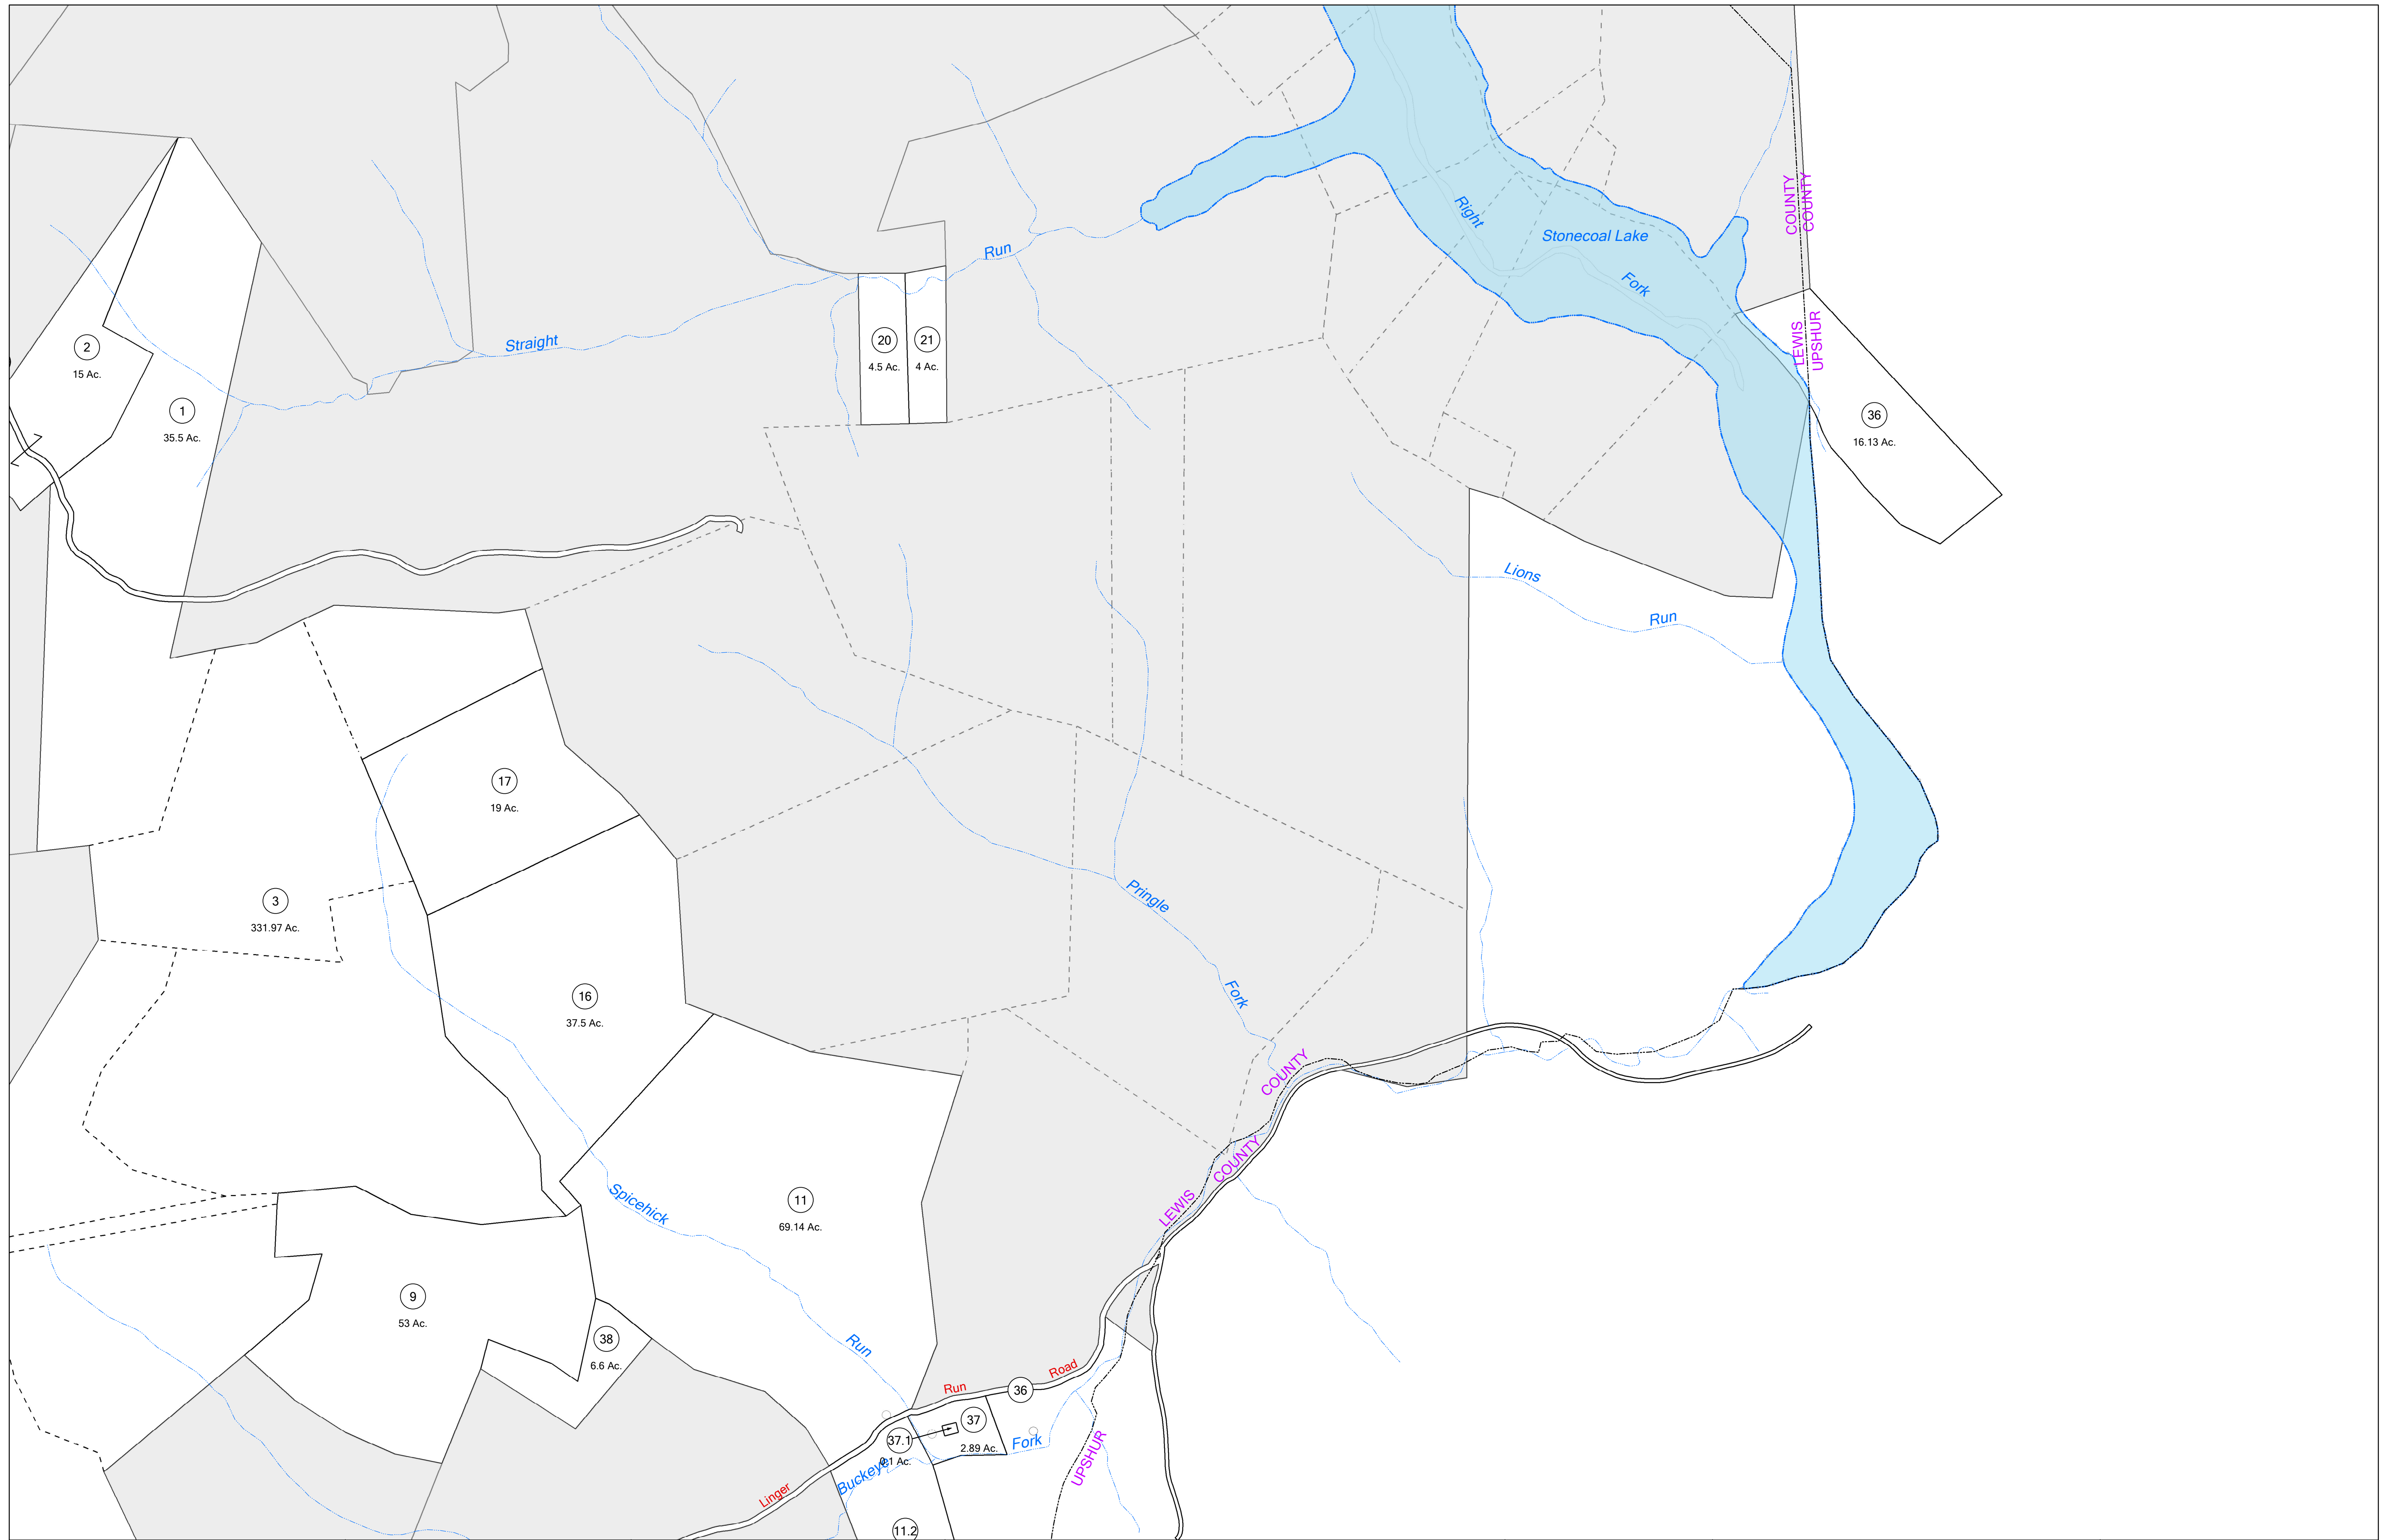 COUNTY
COUNTY
Right
Stonecoal Lake
Run
Fork
LEWIS
UPSHUR
Straight
20
4.5 Ac.
21
4 Ac.
2
15 Ac.
1
35.5 Ac.
36
16.13 Ac.
Lions
Run
17
19 Ac.
3
331.97 Ac.
Pringle
Fork
16
37.5 Ac.
COUNTY
COUNTY
LEWIS
Spicehick
11
69.14 Ac.
9
53 Ac.
38
6.6 Ac.
Run
Road
Run
36
37
2.89 Ac.
37.1
Fork
UPSHUR
Buckeye
Linger
11.2